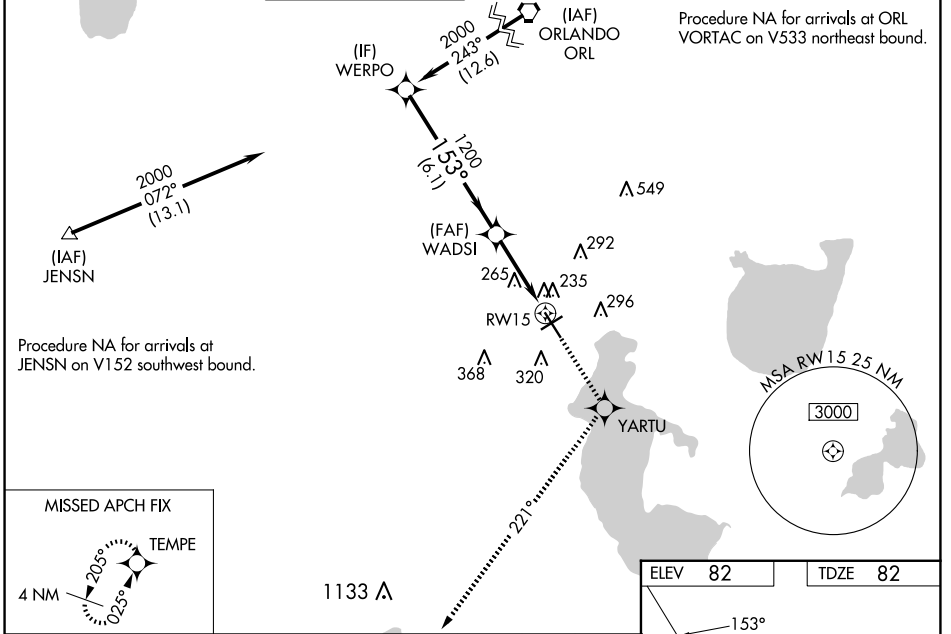 (IAF)
ORLANDO
ORL
Procedure NA for arrivals at ORL
VORTAC on V533 northeast bound.
2000
243°
(12.6)
(IF)
WERPO
1200
153°
(6.1)
2000
072°
(13.1)
(IAF)
JENSN
549
(FAF)
WADSI
292
265
235
296
RW15
Procedure NA for arrivals at
JENSN on V152 southwest bound.
368
320
YARTU
MSA RW15 25 NM
3000
221°
MISSED APCH FIX
TEMPE
205°
025°
4 NM
1133
ELEV 82
TDZE 82
153°